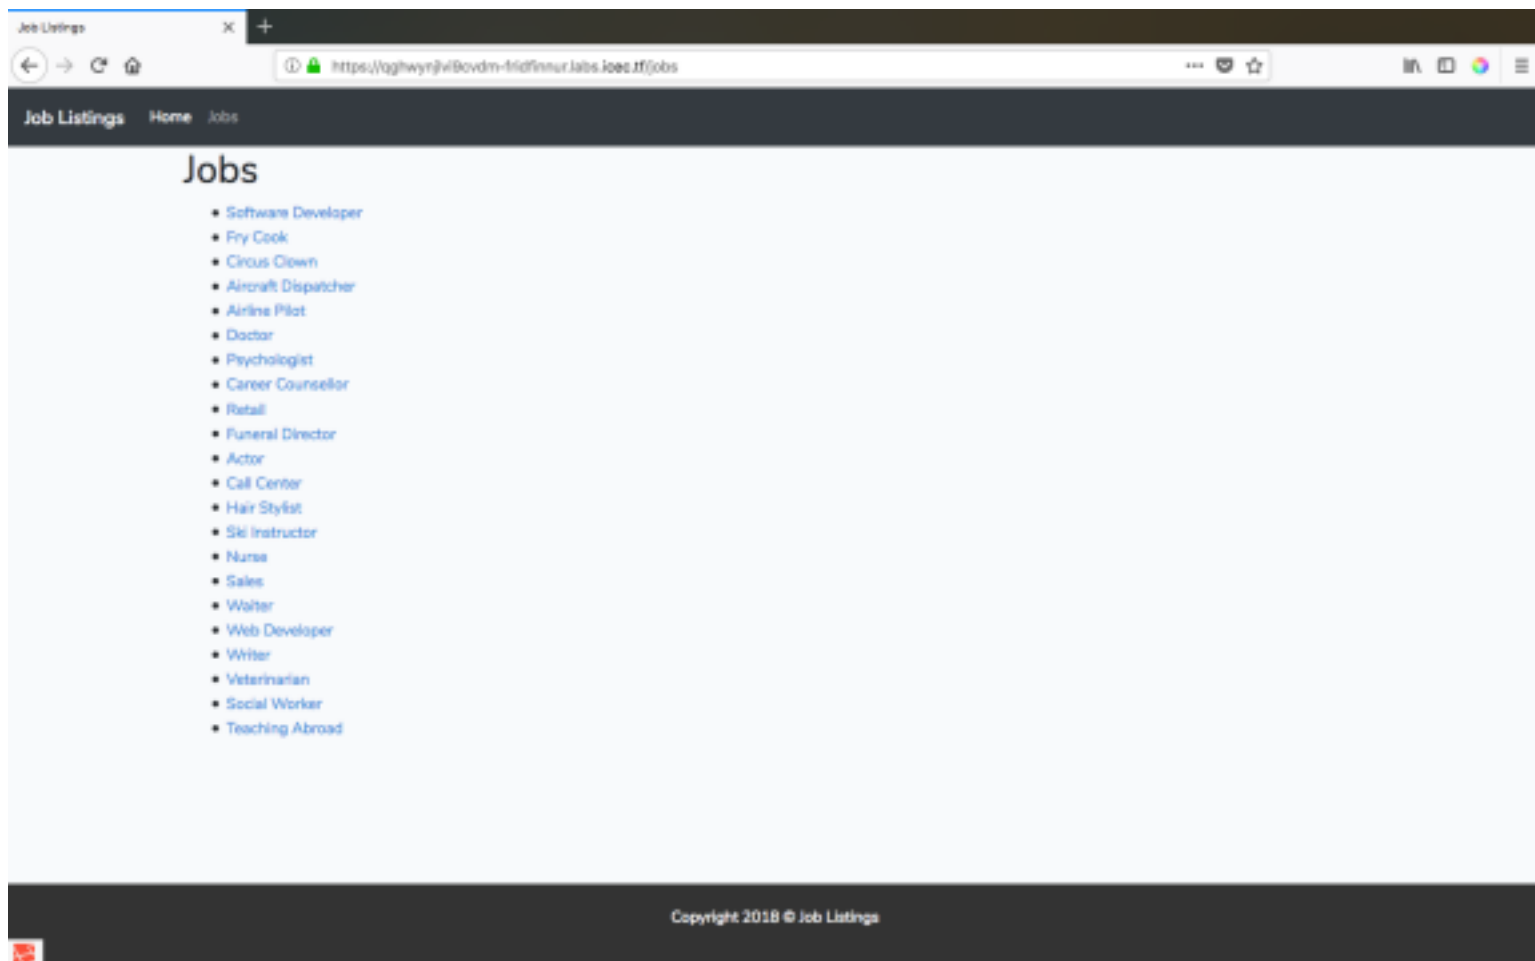 Job Listings
Job Listings Home Jobs
Jobs
Software Developer
Fry Cook
Circus Clown
Aircraft Dispatcher
Airline Pilot
Doctor
Psychologist
Career Counsellor
Retail
Funeral Director
Actor
Call Center
Hair Stylist
Ski Instructor
Nurse
Sales
Waiter
Web Developer
Writer
Veterinarian
Social Worker
Teaching Abroad
Copyright 2018 © Job Listings